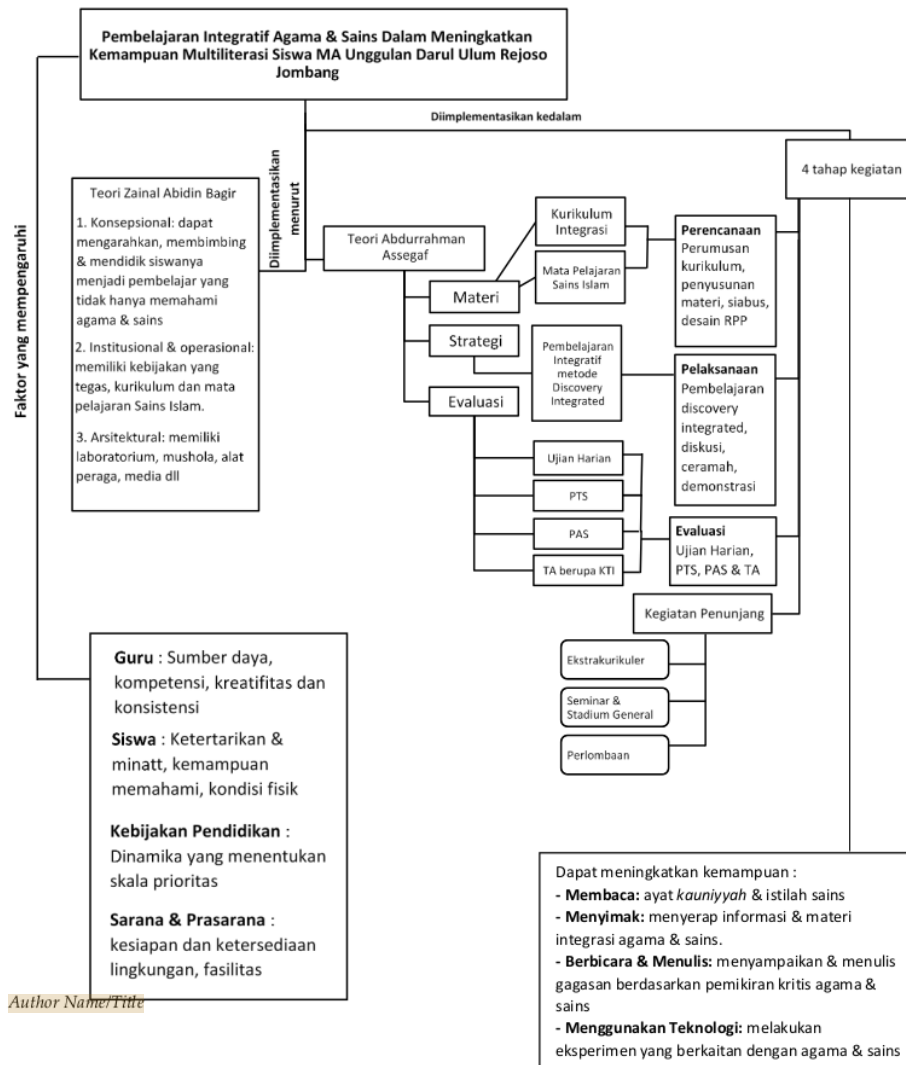 Pembelajaran Integratif Agama & Sains Dalam Meningkatkan
Kemampuan Multiliterasi Siswa MA Unggulan Darul Ulum Rejoso
Jombang
Diimplementasikan kedalam
4 tahap kegiatan
Faktor yang mempengaruhi
Diimplementasikan
menurut
Teori Zainal Abidin Bagir
1. Konsepsional: dapat
mengarahkan, membimbing
& mendidik siswanya
menjadi pembelajar yang
tidak hanya memahami
agama & sains
2. Institusional & operasional:
memiliki kebijakan yang
tegas, kurikulum dan mata
pelajaran Sains Islam.
3. Arsitektural: memiliki
laboratorium, mushola, alat
peraga, media dll
Teori Abdurrahman
Assegaf
Materi
Strategi
Evaluasi
Kurikulum
Integrasi
Mata Pelajaran
Sains Islam
Pembelajaran
Integratif
metode
Discovery
Integrated
Ujian Harian
PTS
PAS
TA berupa KTI
Perencanaan
Perumusan
kurikulum,
penyusunan
materi, siabus,
desain RPP
Pelaksanaan
Pembelajaran
discovery
integrated,
diskusi,
ceramah,
demonstrasi
Evaluasi
Ujian Harian,
PTS, PAS & TA
Kegiatan Penunjang
Ekstrakurikuler
Seminar &
Stadium General
Perlombaan
Guru : Sumber daya,
kompetensi, kreatifitas dan
konsistensi
Siswa : Ketertarikan &
minatt, kemampuan
memahami, kondisi fisik
Kebijakan Pendidikan :
Dinamika yang menentukan
skala prioritas
Sarana & Prasarana :
kesiapan dan ketersediaan
lingkungan, fasilitas
Author Name/Title
Dapat meningkatkan kemampuan :
- Membaca: ayat kauniyyah & istilah sains
- Menyimak: menyerap informasi & materi
integrasi agama & sains.
- Berbicara & Menulis: menyampaikan & menulis
gagasan berdasarkan pemikiran kritis agama &
sains
- Menggunakan Teknologi: melakukan
eksperimen yang berkaitan dengan agama & sains